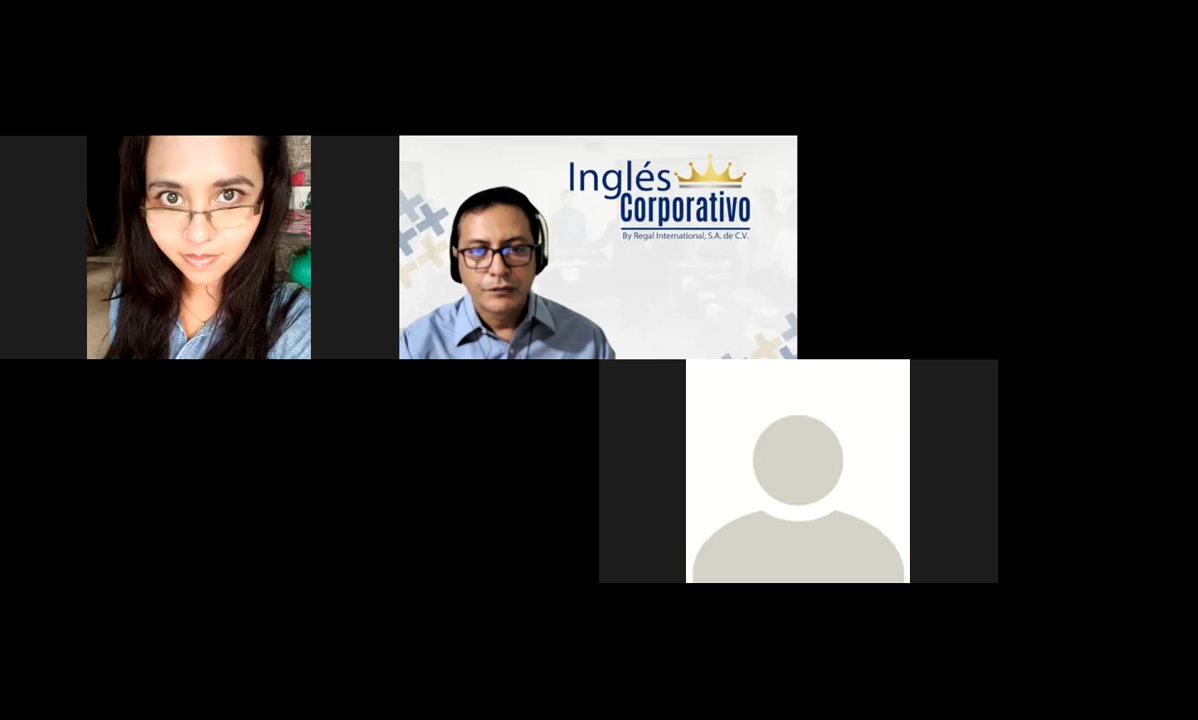 Inglés
Corporativo
By Regal International, S.A. de C.V.